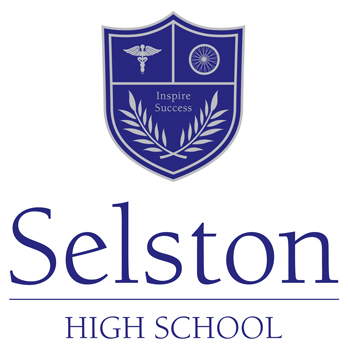 Inspire
Success
Selston
HIGH SCHOOL